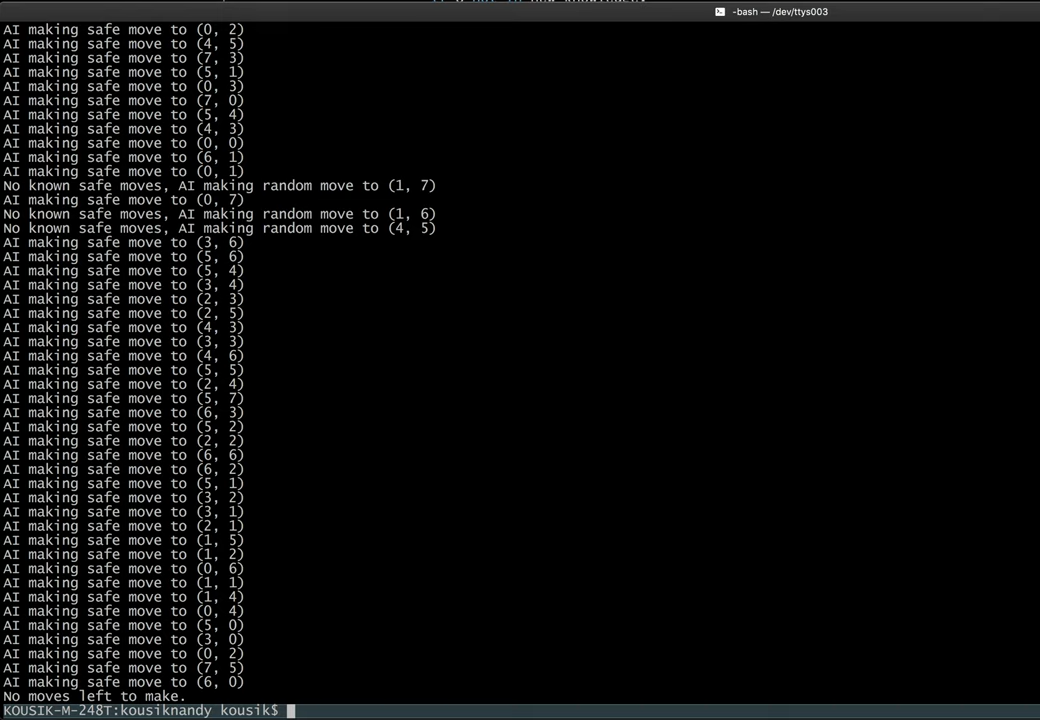 -bash — /dev/ttys003
AI making safe move to (0, 2)
AI making safe move to (4, 5)
AI making safe move to (7, 3)
AI making safe move to (5, 1)
AI making safe move to (0, 3)
AI making safe move to (7, 0)
AI making safe move to (5, 4)
AI making safe move to (4, 3)
AI making safe move to (0, 0)
AI making safe move to (6, 1)
AI making safe move to (0, 1)
No known safe moves, AI making random move to (1, 7)
AI making safe move to (0, 7)
No known safe moves, AI making random move to (1, 6)
No known safe moves, AI making random move to (4, 5)
AI making safe move to (3, 6)
AI making safe move to (5, 6)
AI making safe move to (5, 4)
AI making safe move to (3, 4)
AI making safe move to (2, 3)
AI making safe move to (2, 5)
AI making safe move to (4, 3)
AI making safe move to (3, 3)
AI making safe move to (4, 6)
AI making safe move to (5, 5)
AI making safe move to (2, 4)
AI making safe move to (5, 7)
AI making safe move to (6, 3)
AI making safe move to (5, 2)
AI making safe move to (2, 2)
AI making safe move to (6, 6)
AI making safe move to (6, 2)
AI making safe move to (5, 1)
AI making safe move to (3, 2)
AI making safe move to (3, 1)
AI making safe move to (2, 1)
AI making safe move to (1, 5)
AI making safe move to (1, 2)
AI making safe move to (0, 6)
AI making safe move to (1, 1)
AI making safe move to (1, 4)
AI making safe move to (0, 4)
AI making safe move to (5, 0)
AI making safe move to (3, 0)
AI making safe move to (0, 2)
AI making safe move to (7, 5)
AI making safe move to (6, 0)
No moves left to make.
KOUSIK-M-248T:kousiknandy kousik$